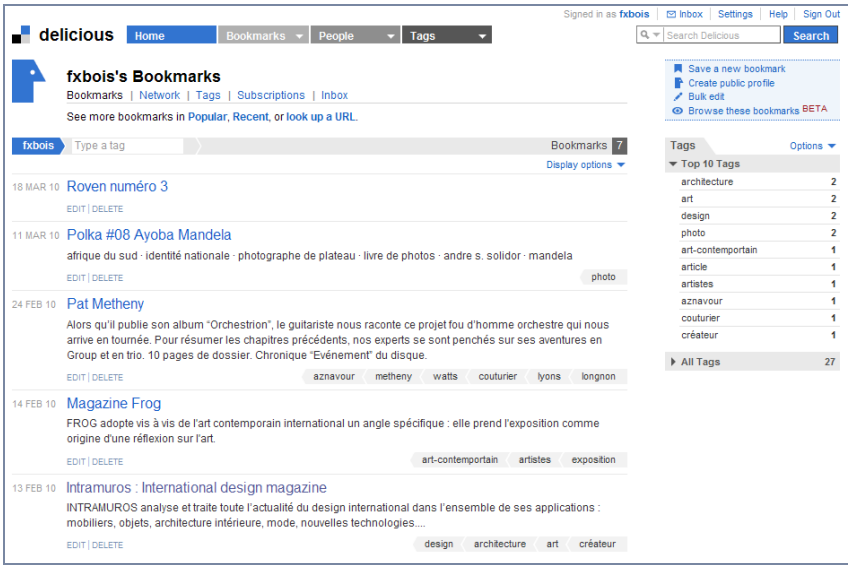 Signed in as fxbois Inbox Settings Help Sign Out
delicious Home Bookmarks People Tags Search Delicious Search
fxbois's Bookmarks
Bookmarks | Network | Tags | Subscriptions | Inbox
See more bookmarks in Popular, Recent, or look up a URL.
Save a new bookmark
Create public profile
Bulk edit
Browse these bookmarks BETA
fxbois Type a tag Bookmarks 7
Display options
18 MAR 10 Roven numéro 3
EDIT | DELETE
11 MAR 10 Polka #08 Ayoba Mandela
afrique du sud · identité nationale · photographe de plateau · livre de photos · andre s. solidor · mandela
EDIT | DELETE photo
24 FEB 10 Pat Metheny
Alors qu'il publie son album “Orchestrion”, le guitariste nous raconte ce projet fou d'homme orchestre qui nous
arrive en tournée. Pour résumer les chapitres précédents, nos experts se sont penchés sur ses aventures en
Group et en trio. 10 pages de dossier. Chronique “Evénement” du disque.
EDIT | DELETE aznavour metheny watts couturier lyons longnon
14 FEB 10 Magazine Frog
FROG adopte vis à vis de l'art contemporain international un angle spécifique : elle prend l'exposition comme
origine d'une réflexion sur l'art.
EDIT | DELETE art-contemportain artistes exposition
13 FEB 10 Intramuros : International design magazine
INTRAMUROS analyse et traite toute l'actualité du design international dans l'ensemble de ses applications :
mobiliers, objets, architecture intérieure, mode, nouvelles technologies....
EDIT | DELETE design architecture art créateur
Tags Options
Top 10 Tags
architecture 2
art 2
design 2
photo 2
art-contemportain 1
article 1
artistes 1
aznavour 1
couturier 1
créateur 1
All Tags 27